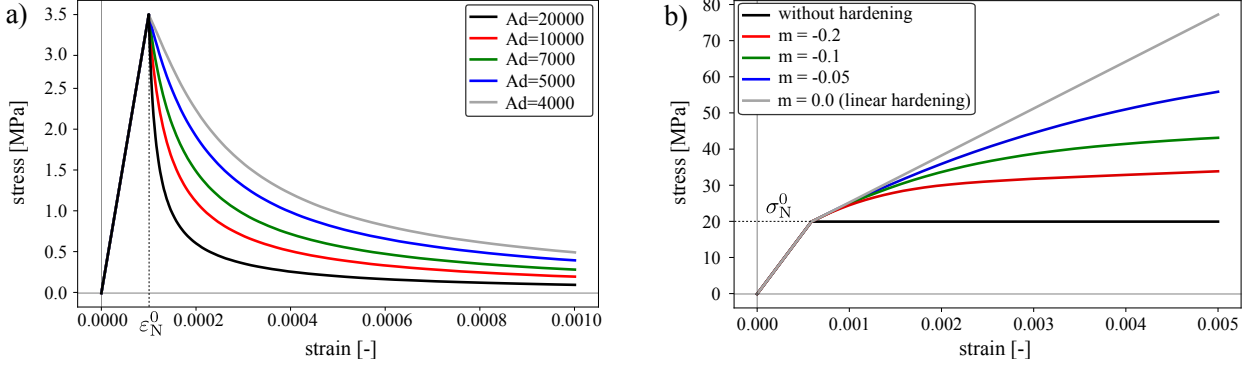 a)
stress [MPa]
3.5
3.0
2.5
2.0
1.5
1.0
0.5
0.0
Ad=20000
Ad=10000
Ad=7000
Ad=5000
Ad=4000
0.0000
ε_N^0
0.0002
0.0004
0.0006
0.0008
0.0010
strain [-]
b)
stress [MPa]
80
70
60
50
40
30
20
10
0
without hardening
m = -0.2
m = -0.1
m = -0.05
m = 0.0 (linear hardening)
σ_N^0
0.000
0.001
0.002
0.003
0.004
0.005
strain [-]